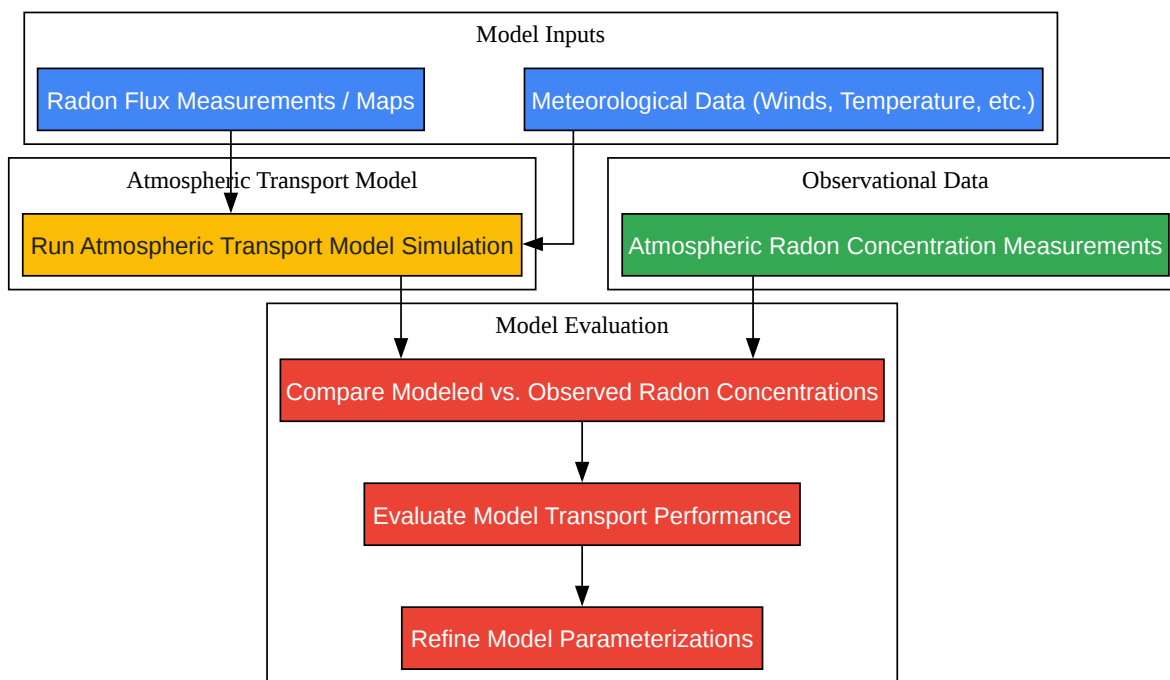 Model Inputs
Radon Flux Measurements / Maps
Meteorological Data (Winds, Temperature, etc.)
Atmospheric Transport Model
Observational Data
Run Atmospheric Transport Model Simulation
Atmospheric Radon Concentration Measurements
Model Evaluation
Compare Modeled vs. Observed Radon Concentrations
Evaluate Model Transport Performance
Refine Model Parameterizations